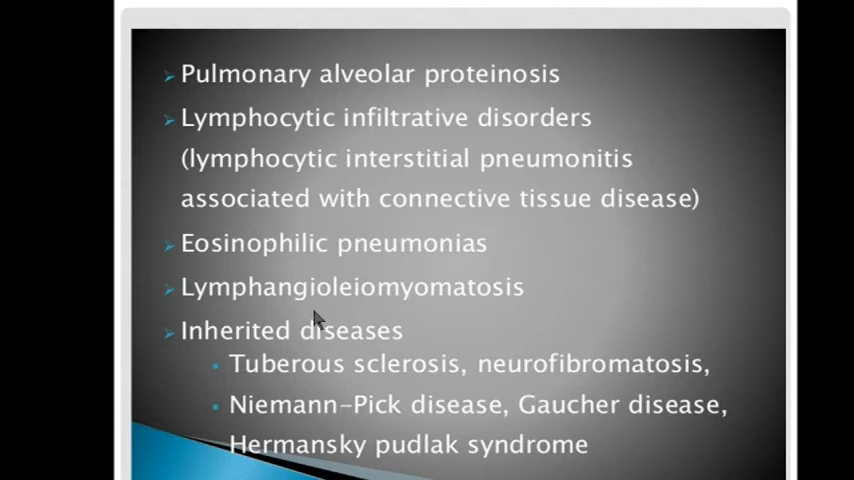 Pulmonary alveolar proteinosis
Lymphocytic infiltrative disorders
(lymphocytic interstitial pneumonitis
associated with connective tissue disease)
Eosinophilic pneumonias
Lymphangioleiomyomatosis
Inherited diseases
Tuberous sclerosis, neurofibromatosis,
Niemann-Pick disease, Gaucher disease,
Hermansky pudlak syndrome